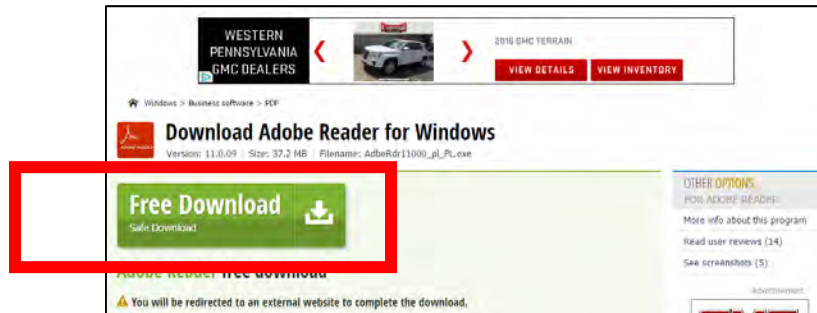 WESTERN
PENNSYLVANIA
GMC DEALERS
2016 GMC TERRAIN
VIEW DETAILS VIEW INVENTORY
Windows > Business software > PDF
Download Adobe Reader for Windows
Version: 11.0.09 Size: 37.2 MB Filename: AdbeRdr11000_pl_PL.exe
Free Download
Safe Download
OTHER OPTIONS
FOR ADOBE READER
More info about this program
Read user reviews (14)
See screenshots (5)
Adobe Reader free download
You will be redirected to an external website to complete the download.
Advertisement